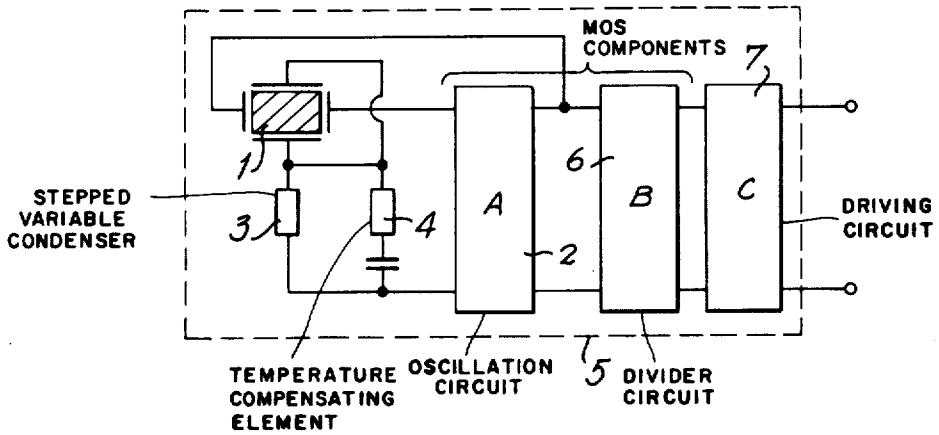 MOS
COMPONENTS
7
1
6
A
B
C
STEPPED
VARIABLE
CONDENSER
3
4
2
DRIVING
CIRCUIT
5
TEMPERATURE
COMPENSATING
ELEMENT
OSCILLATION
CIRCUIT
DIVIDER
CIRCUIT